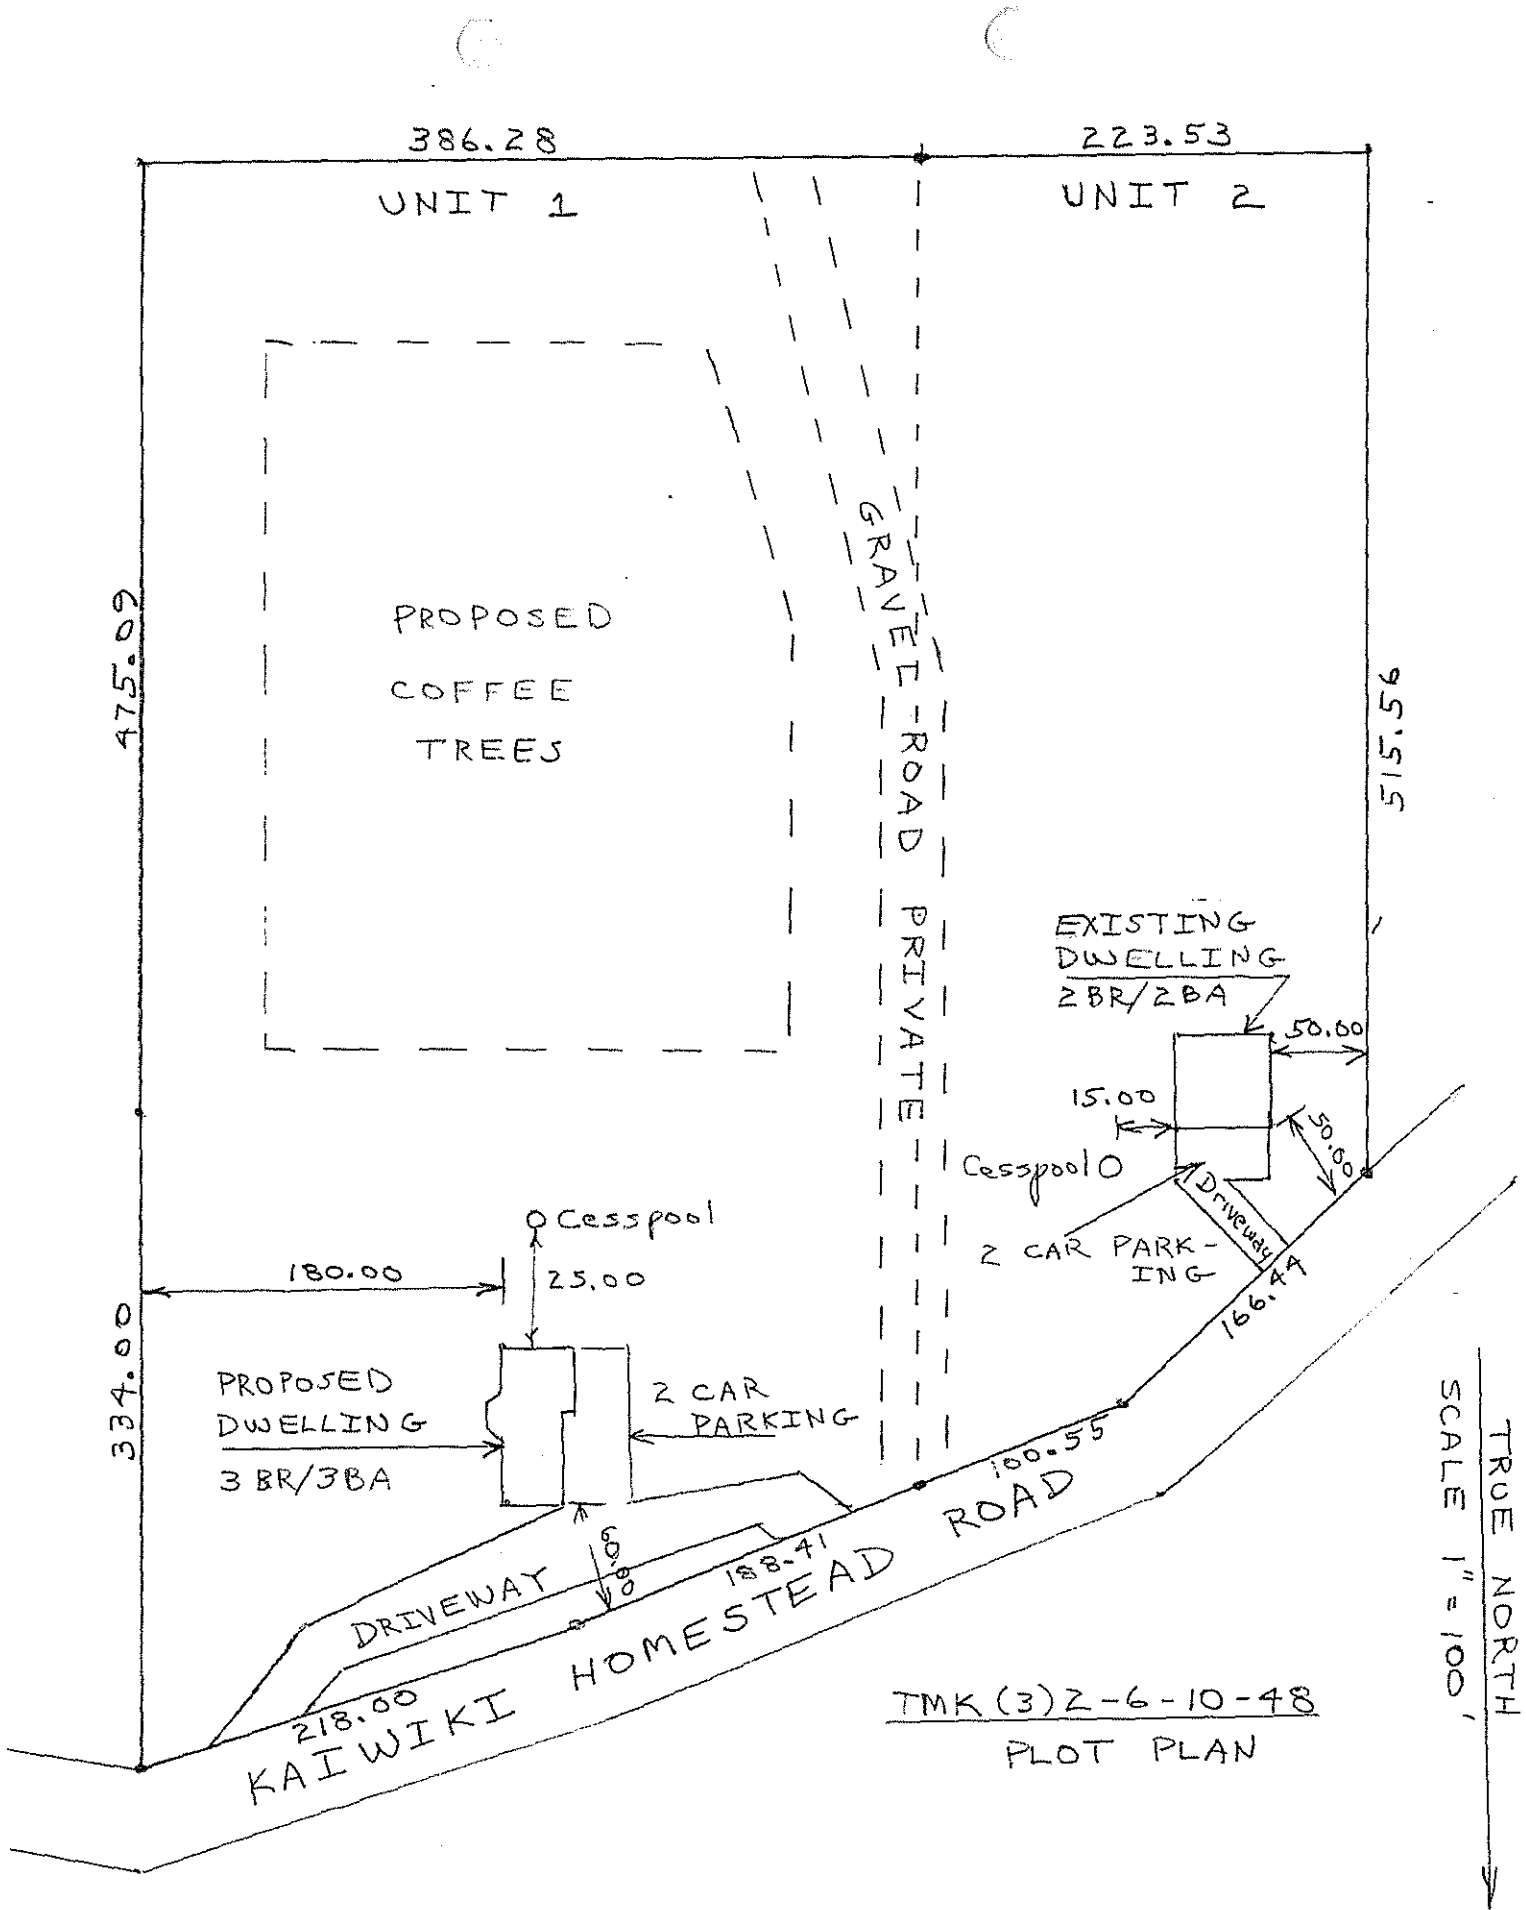 386.28
223.53
UNIT 1
UNIT 2
GRAVEL ROAD PRIVATE
475.09
PROPOSED
COFFEE
TREES
515.56
EXISTING
DWELLING
2BR/2BA
50.00
15.00
50.00
Cesspool
Driveway
2 CAR PARK-
ING
166.44
Cesspool
180.00
25.00
334.00
PROPOSED
DWELLING
3 BR/3BA
2 CAR
PARKING
60.00
100.55
188.41
DRIVEWAY
218.00
KAIWIKI HOMESTEAD ROAD
TMK (3) 2-6-10-48
PLOT PLAN
TRUE NORTH
SCALE 1" = 100'